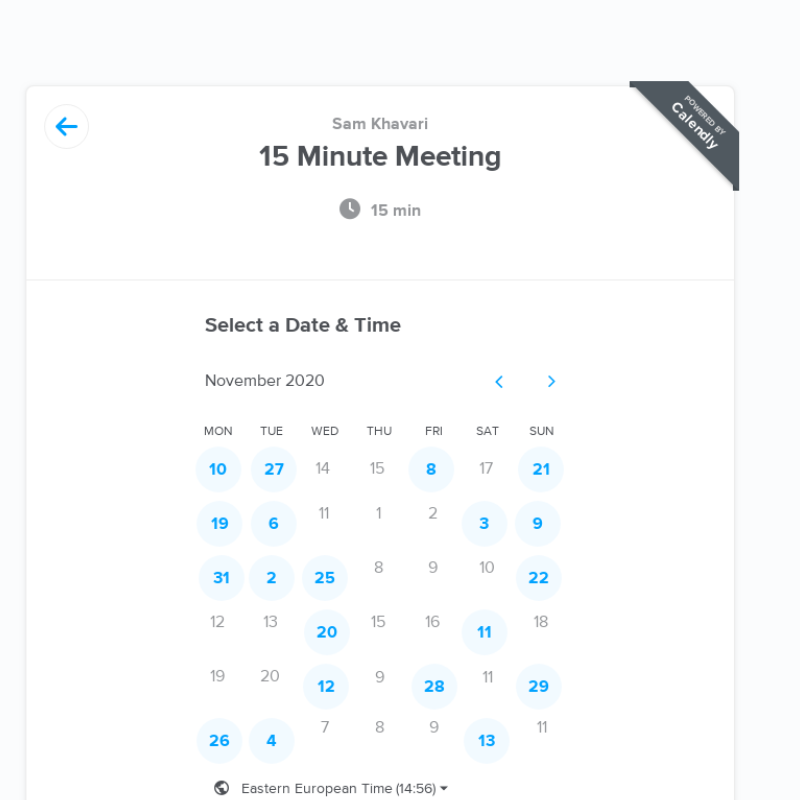 POWERED BY
Calendly
Sam Khavari
15 Minute Meeting
15 min
Select a Date & Time
November 2020
MON TUE WED THU FRI SAT SUN
10 27 14 15 8 17 21
19 6 11 1 2 3 9
31 2 25 8 9 10 22
12 13 20 15 16 11 18
19 20 12 9 28 11 29
26 4 7 8 9 13 11
Eastern European Time (14:56)